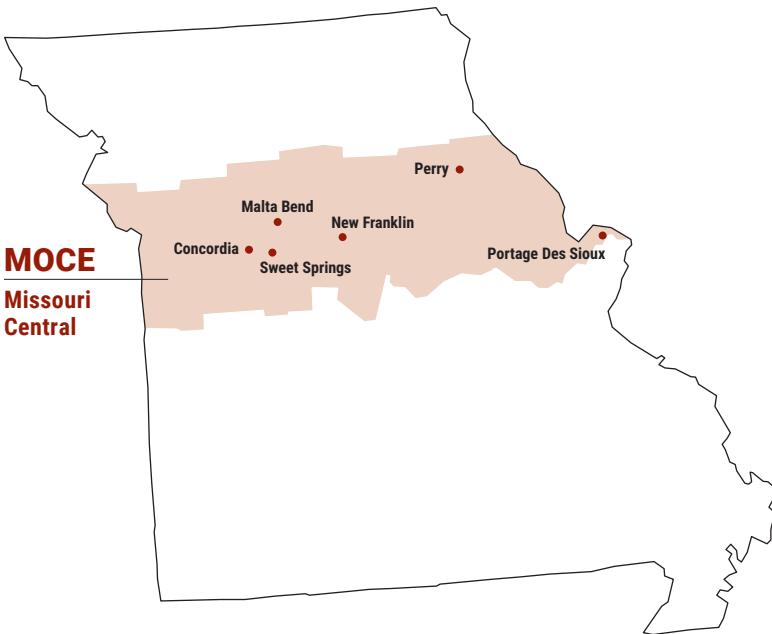 Perry
Malta Bend
New Franklin
Concordia
Sweet Springs
Portage Des Sioux
MOCE
Missouri
Central